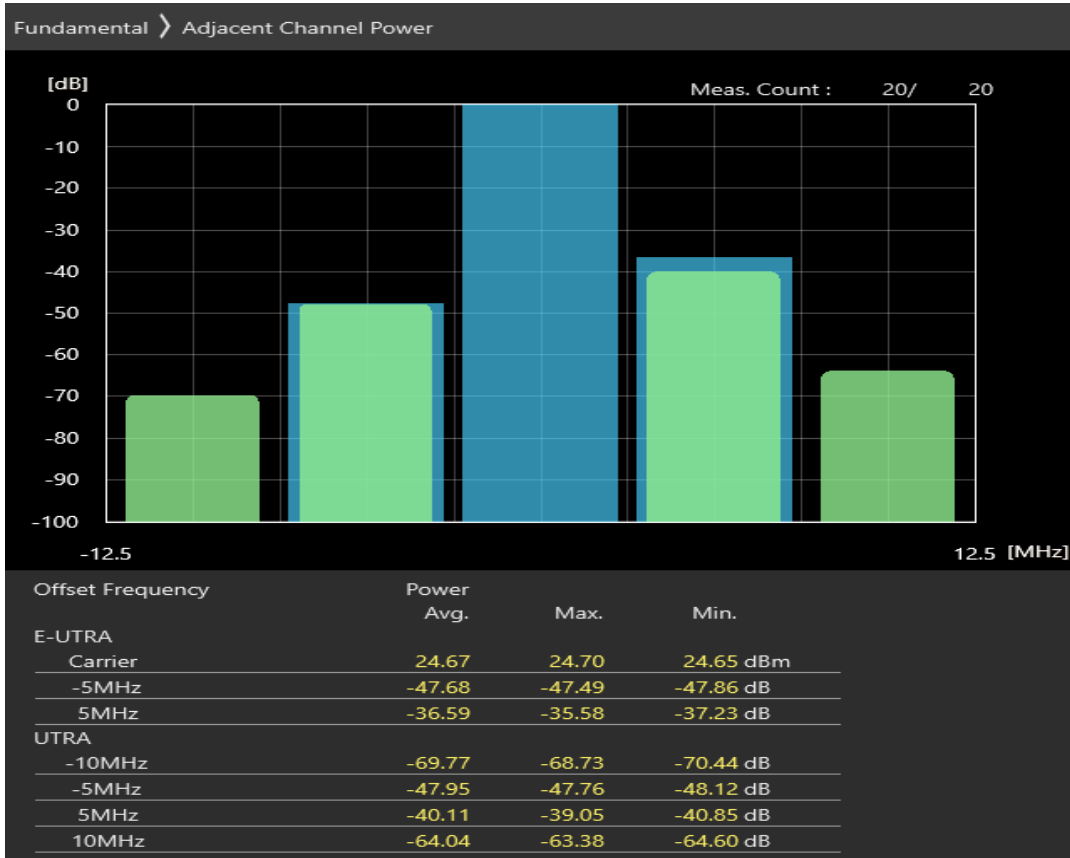 Fundamental 〉 Adjacent Channel Power
[dB]
Meas. Count : 20/ 20
0
-10
-20
-30
-40
-50
-60
-70
-80
-90
-100
-12.5 12.5 [MHz]
Offset Frequency Power
Avg. Max. Min.
E-UTRA
Carrier 24.67 24.70 24.65 dBm
-5MHz -47.68 -47.49 -47.86 dB
5MHz -36.59 -35.58 -37.23 dB
UTRA
-10MHz -69.77 -68.73 -70.44 dB
-5MHz -47.95 -47.76 -48.12 dB
5MHz -40.11 -39.05 -40.85 dB
10MHz -64.04 -63.38 -64.60 dB